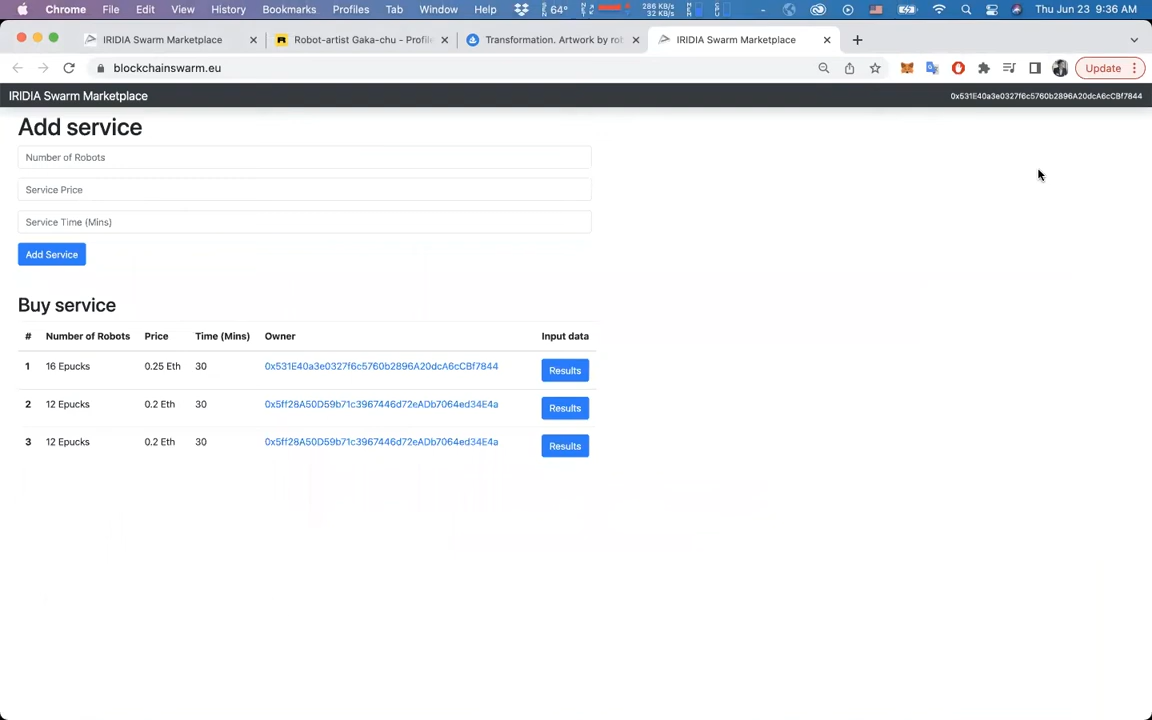 Chrome File Edit View History Bookmarks Profiles Tab Window Help 64° 286 KB/s 32 KB/s Thu Jun 23 9:36 AM
IRIDIA Swarm Marketplace Robot-artist Gaka-chu - Profile Transformation. Artwork by rob IRIDIA Swarm Marketplace
blockchainswarm.eu Update
IRIDIA Swarm Marketplace 0x531E40a3e0327f6c5760b2896A20dcA6cCBf7844
Add service
Number of Robots
Service Price
Service Time (Mins)
Add Service
Buy service
# Number of Robots Price Time (Mins) Owner Input data
1 16 Epucks 0.25 Eth 30 0x531E40a3e0327f6c5760b2896A20dcA6cCBf7844 Results
2 12 Epucks 0.2 Eth 30 0x5ff28A50D59b71c3967446d72eADb7064ed34E4a Results
3 12 Epucks 0.2 Eth 30 0x5ff28A50D59b71c3967446d72eADb7064ed34E4a Results